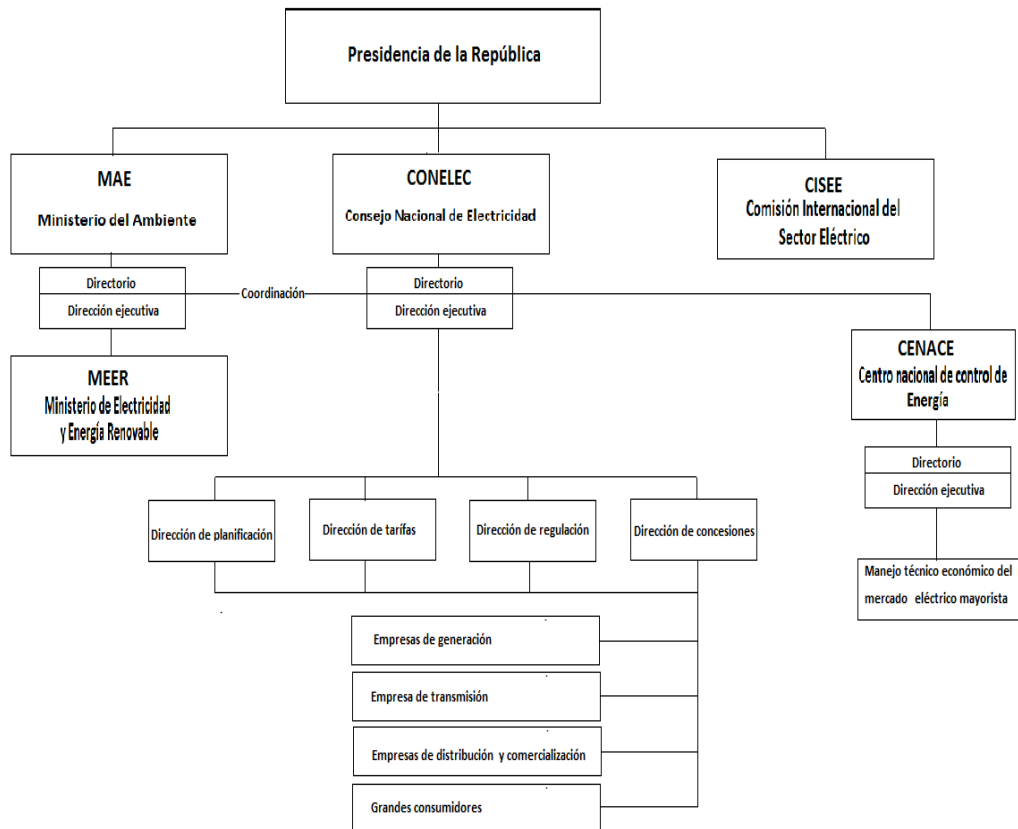 Presidencia de la República
MAE
Ministerio del Ambiente
CONELEC
Consejo Nacional de Electricidad
CISEE
Comisión Internacional del
Sector Eléctrico
Directorio
Dirección ejecutiva
Coordinación
Directorio
Dirección ejecutiva
MEER
Ministerio de Electricidad
y Energía Renovable
CENACE
Centro nacional de control de
Energía
Directorio
Dirección ejecutiva
Dirección de planificación
Dirección de tarífas
Dirección de regulación
Dirección de concesiones
Manejo técnico económico del
mercado eléctrico mayorista
Empresas de generación
Empresa de transmisión
Empresas de distribución y comercialización
Grandes consumidores